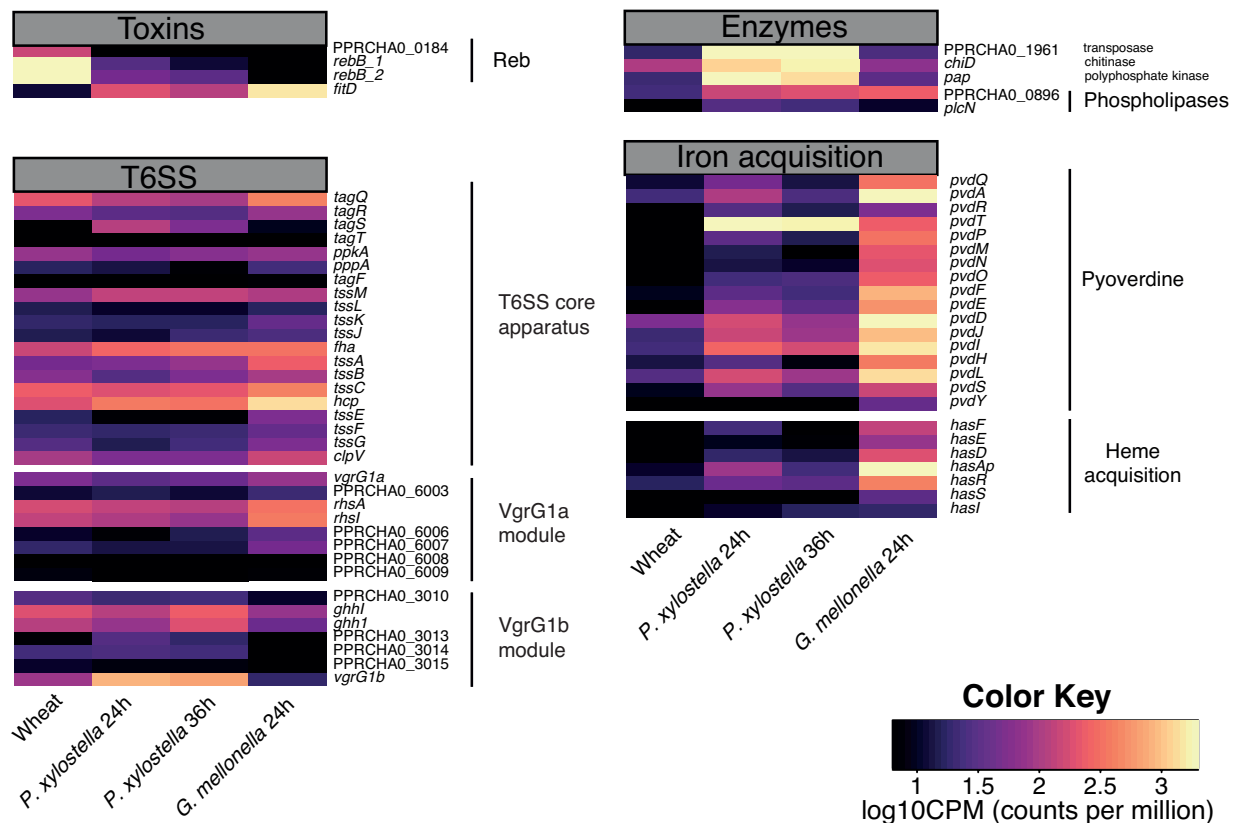 Toxins
PPRCHA0_0184
rebB_1
rebB_2
fitD
Reb
T6SS
tagQ
tagR
tagS
tagT
ppkA
pppA
tagF
tssM
tssL
tssK
tssJ
fha
tssA
tssB
tssC
hcp
tssE
tssF
tssG
clpV
T6SS core
apparatus
vgrG1a
PPRCHA0_6003
rhsA
rhsI
PPRCHA0_6006
PPRCHA0_6007
PPRCHA0_6008
PPRCHA0_6009
VgrG1a
module
PPRCHA0_3010
ghhI
ghh1
PPRCHA0_3013
PPRCHA0_3014
PPRCHA0_3015
vgrG1b
VgrG1b
module
Wheat
P. xylostella 24h
P. xylostella 36h
G. mellonella 24h
Enzymes
PPRCHA0_1961 transposase
chiD chitinase
pap polyphosphate kinase
PPRCHA0_0896
plcN
Phospholipases
Iron acquisition
pvdQ
pvdA
pvdR
pvdT
pvdP
pvdM
pvdN
pvdO
pvdF
pvdE
pvdD
pvdJ
pvdI
pvdH
pvdL
pvdS
pvdY
Pyoverdine
hasF
hasE
hasD
hasAp
hasR
hasS
hasI
Heme
acquisition
Wheat
P. xylostella 24h
P. xylostella 36h
G. mellonella 24h
Color Key
1 1.5 2 2.5 3
log10CPM (counts per million)